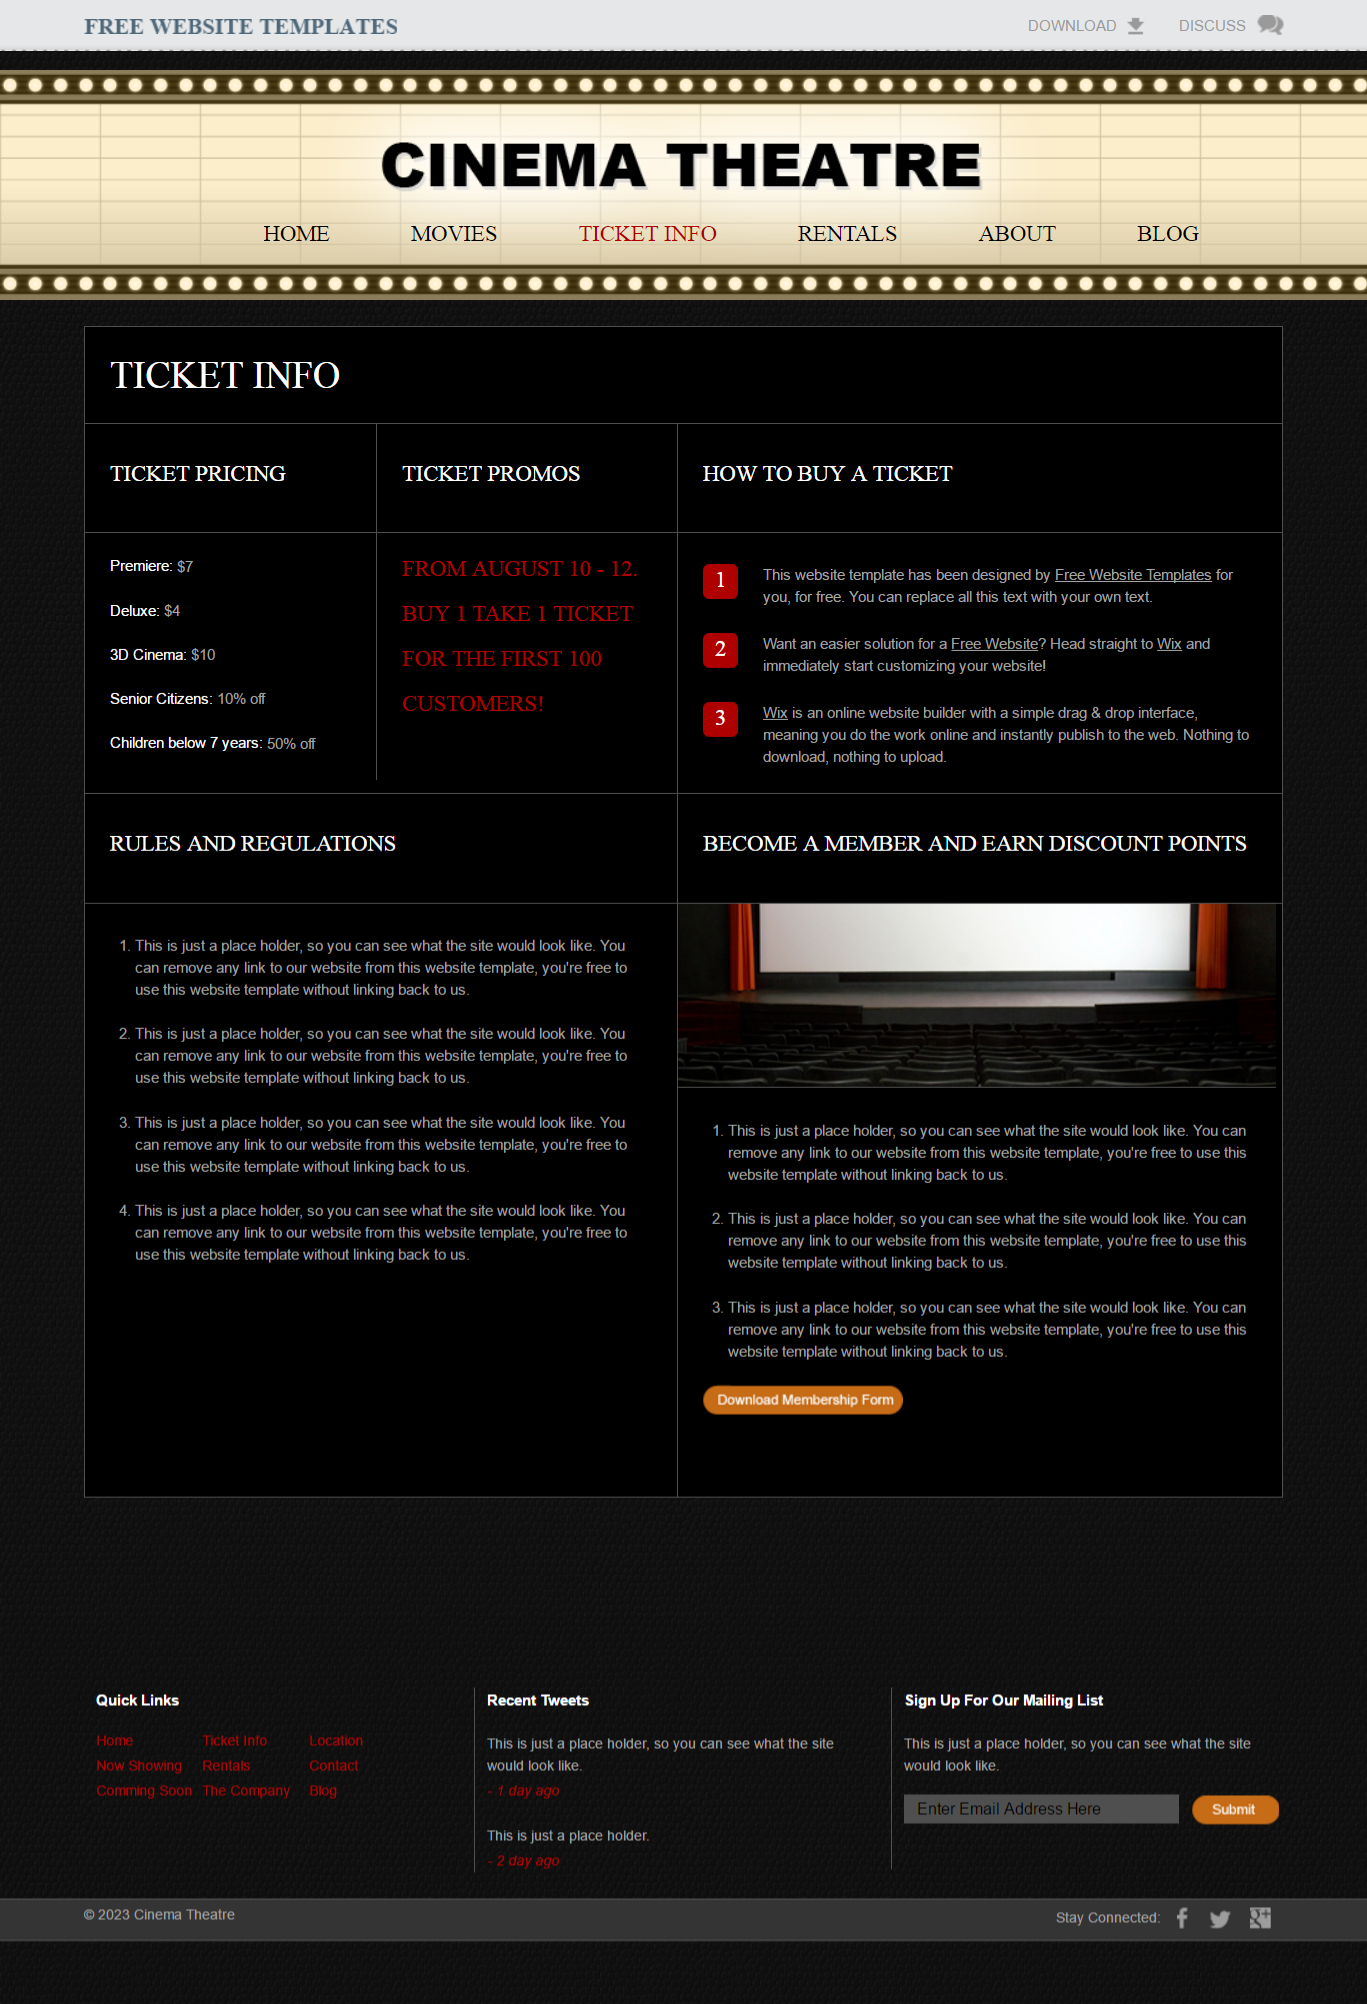 FREE WEBSITE TEMPLATES
DOWNLOAD
DISCUSS
CINEMA THEATRE
HOME
MOVIES
TICKET INFO
RENTALS
ABOUT
BLOG
TICKET INFO
TICKET PRICING
TICKET PROMOS
HOW TO BUY A TICKET
Premiere: $7
Deluxe: $4
3D Cinema: $10
Senior Citizens: 10% off
Children below 7 years: 50% off
FROM AUGUST 10 - 12.
BUY 1 TAKE 1 TICKET
FOR THE FIRST 100
CUSTOMERS!
1
This website template has been designed by Free Website Templates for
you, for free. You can replace all this text with your own text.
2
Want an easier solution for a Free Website? Head straight to Wix and
immediately start customizing your website!
3
Wix is an online website builder with a simple drag & drop interface,
meaning you do the work online and instantly publish to the web. Nothing to
download, nothing to upload.
RULES AND REGULATIONS
1. This is just a place holder, so you can see what the site would look like. You
can remove any link to our website from this website template, you're free to
use this website template without linking back to us.
2. This is just a place holder, so you can see what the site would look like. You
can remove any link to our website from this website template, you're free to
use this website template without linking back to us.
3. This is just a place holder, so you can see what the site would look like. You
can remove any link to our website from this website template, you're free to
use this website template without linking back to us.
4. This is just a place holder, so you can see what the site would look like. You
can remove any link to our website from this website template, you're free to
use this website template without linking back to us.
BECOME A MEMBER AND EARN DISCOUNT POINTS
1. This is just a place holder, so you can see what the site would look like. You can
remove any link to our website from this website template, you're free to use this
website template without linking back to us.
2. This is just a place holder, so you can see what the site would look like. You can
remove any link to our website from this website template, you're free to use this
website template without linking back to us.
3. This is just a place holder, so you can see what the site would look like. You can
remove any link to our website from this website template, you're free to use this
website template without linking back to us.
Download Membership Form
Quick Links
Home
Ticket Info
Location
Now Showing
Rentals
Contact
Comming Soon
The Company
Blog
Recent Tweets
This is just a place holder, so you can see what the site
would look like.
- 1 day ago
This is just a place holder.
- 2 day ago
Sign Up For Our Mailing List
This is just a place holder, so you can see what the site
would look like.
Enter Email Address Here
Submit
© 2023 Cinema Theatre
Stay Connected: